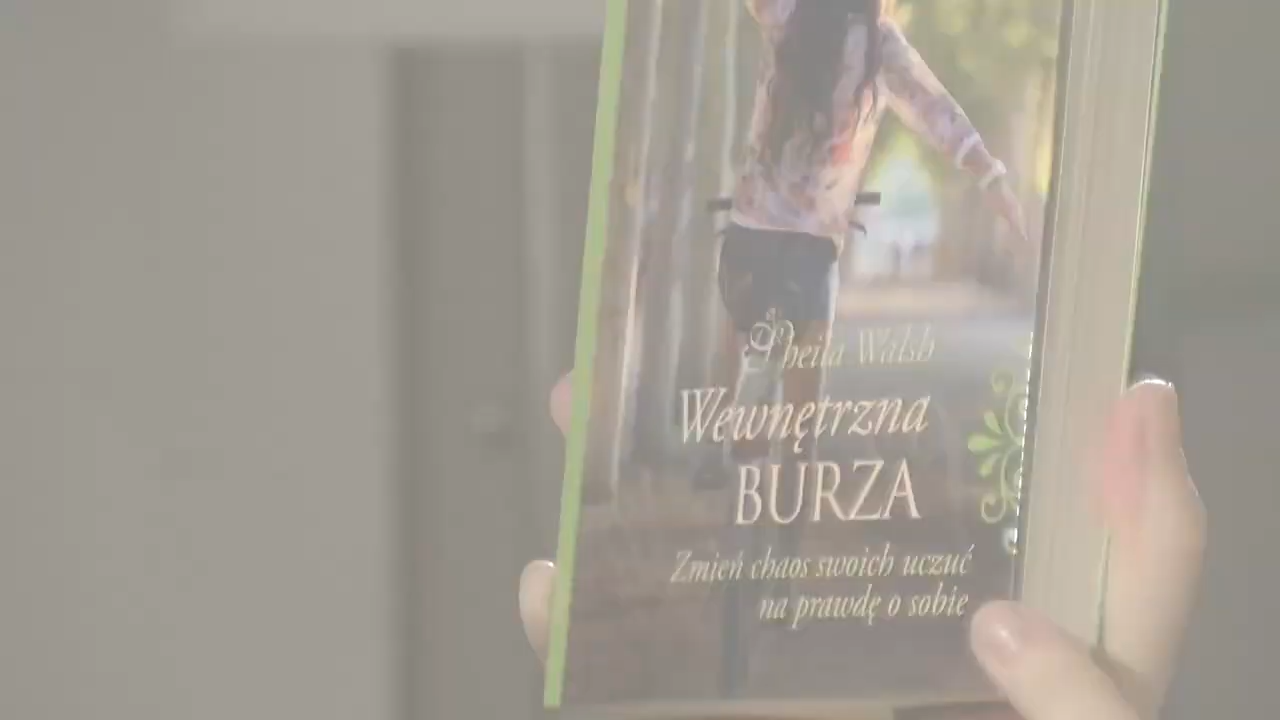 Sheila Walsh
Wewnętrzna
BURZA
Zmień chaos swoich uczuć
na prawdę o sobie